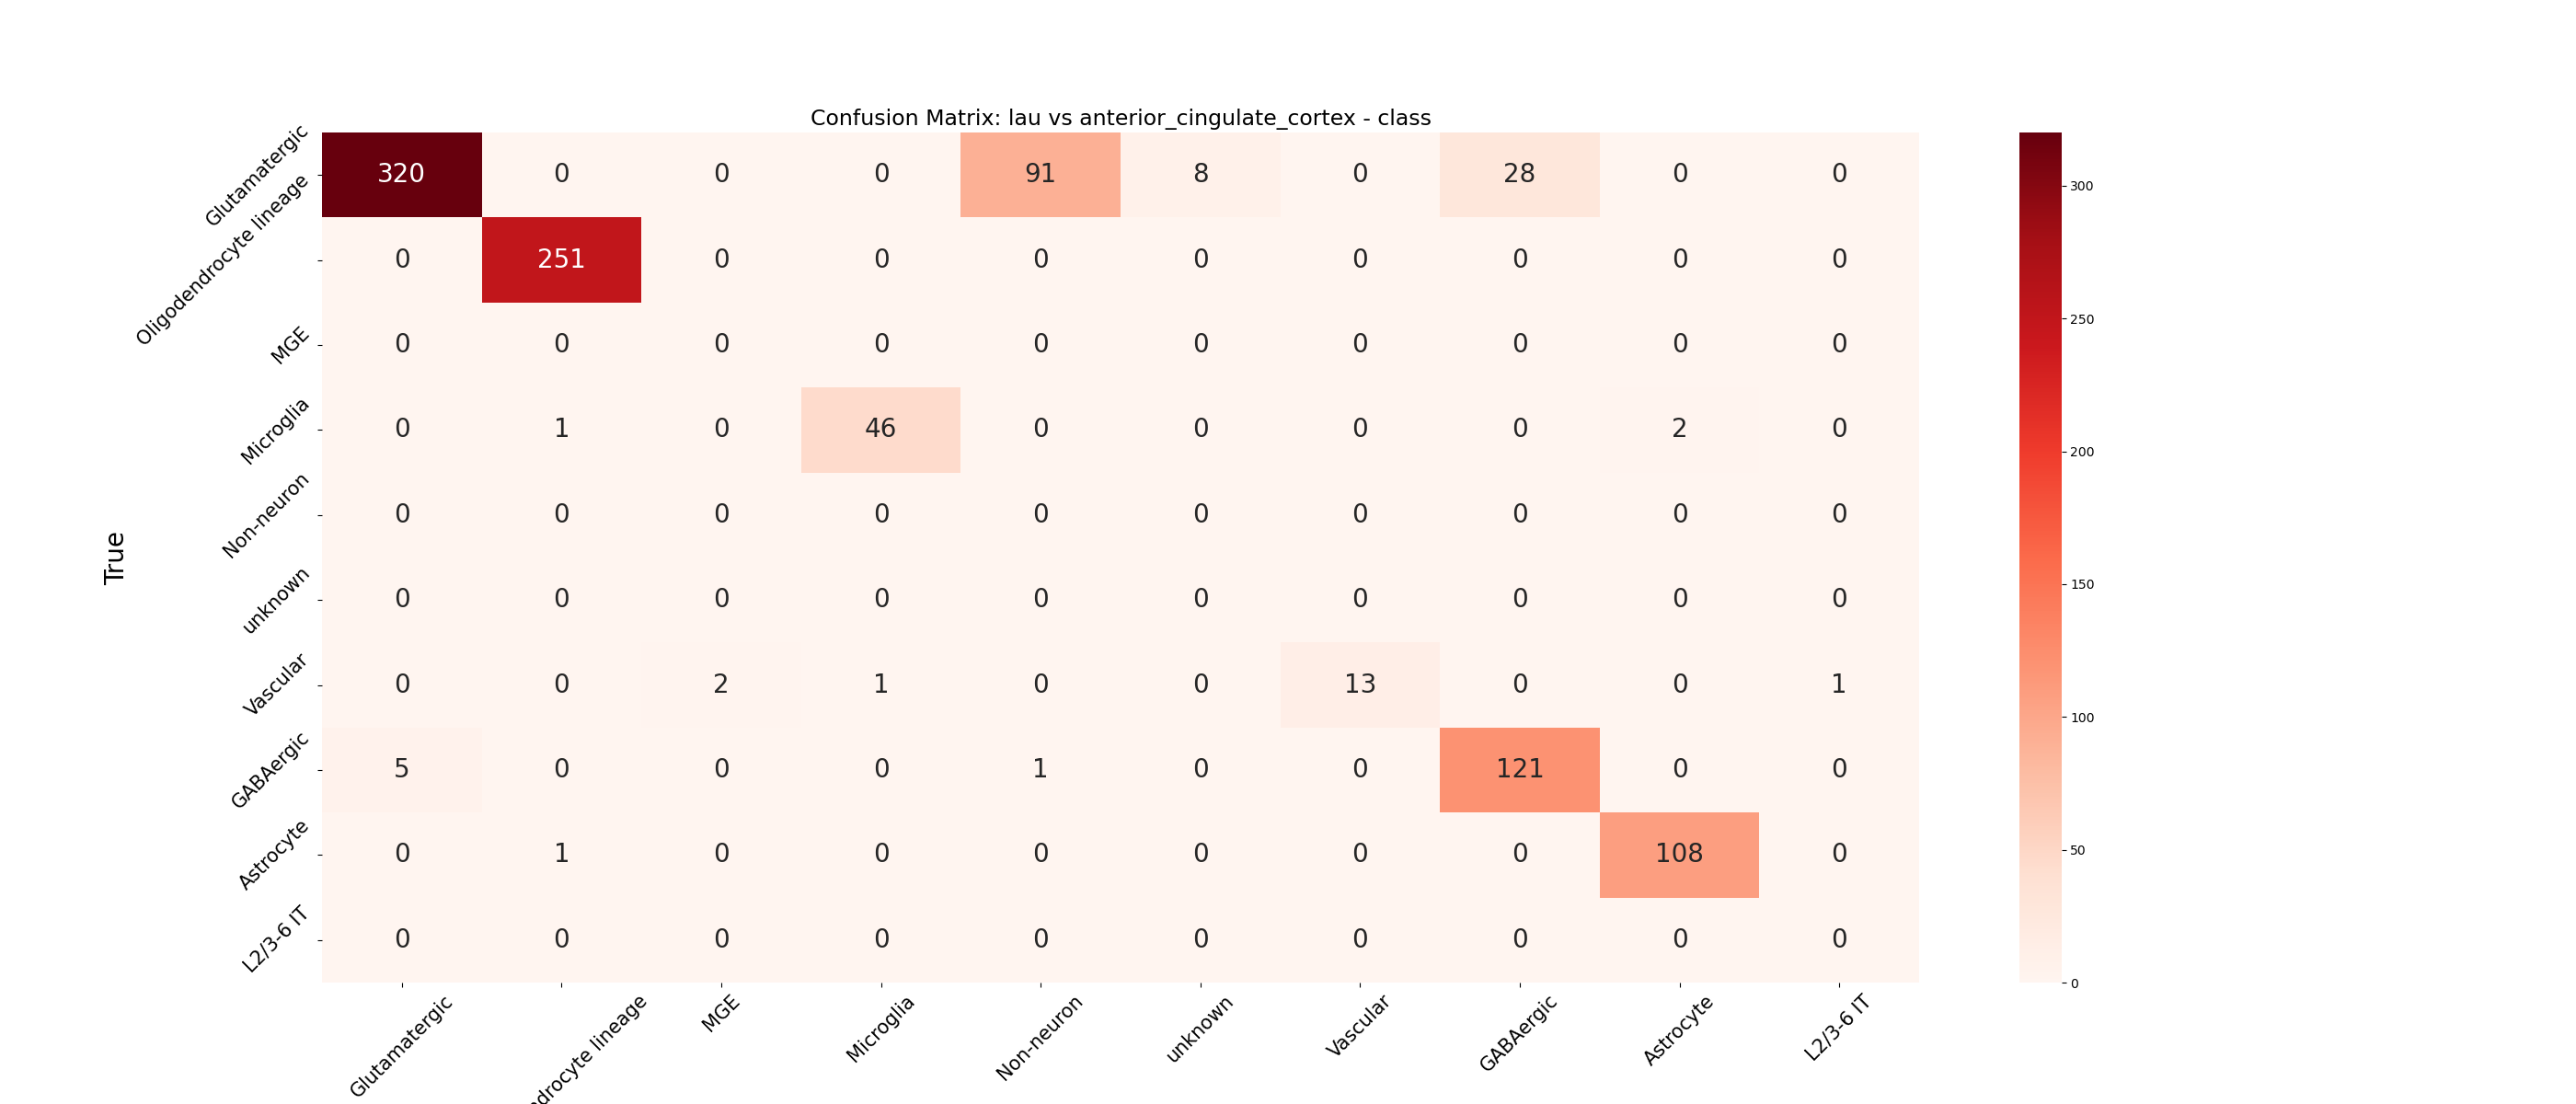 Confusion Matrix: lau vs anterior_cingulate_cortex - class
True
Glutamatergic 320 0 0 0 91 8 0 28 0 0
Oligodendrocyte lineage 0 251 0 0 0 0 0 0 0 0
MGE 0 0 0 0 0 0 0 0 0 0
Microglia 0 1 0 46 0 0 0 0 2 0
Non-neuron 0 0 0 0 0 0 0 0 0 0
unknown 0 0 0 0 0 0 0 0 0 0
Vascular 0 0 2 1 0 0 13 0 0 1
GABAergic 5 0 0 0 1 0 0 121 0 0
Astrocyte 0 1 0 0 0 0 0 0 108 0
L2/3-6 IT 0 0 0 0 0 0 0 0 0 0
Glutamatergic drocyte lineage MGE Microglia Non-neuron unknown Vascular GABAergic Astrocyte L2/3-6 IT
300
250
200
150
100
50
0